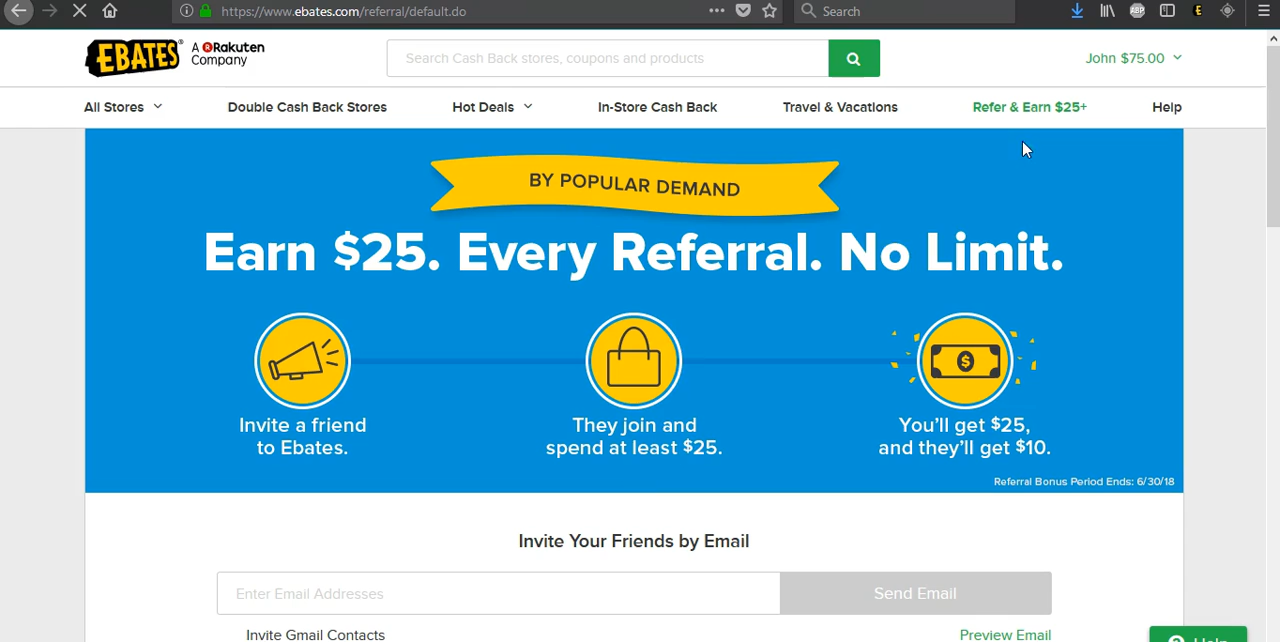 https://www.ebates.com/referral/default.do
Search
ABP
E
EBATES
A Rakuten
Company
Search Cash Back stores, coupons and products
John $75.00
All Stores
Double Cash Back Stores
Hot Deals
In-Store Cash Back
Travel & Vacations
Refer & Earn $25+
Help
BY POPULAR DEMAND
Earn $25. Every Referral. No Limit.
Invite a friend
to Ebates.
They join and
spend at least $25.
You'll get $25,
and they'll get $10.
Referral Bonus Period Ends: 6/30/18
Invite Your Friends by Email
Enter Email Addresses
Send Email
Invite Gmail Contacts
Preview Email
Help